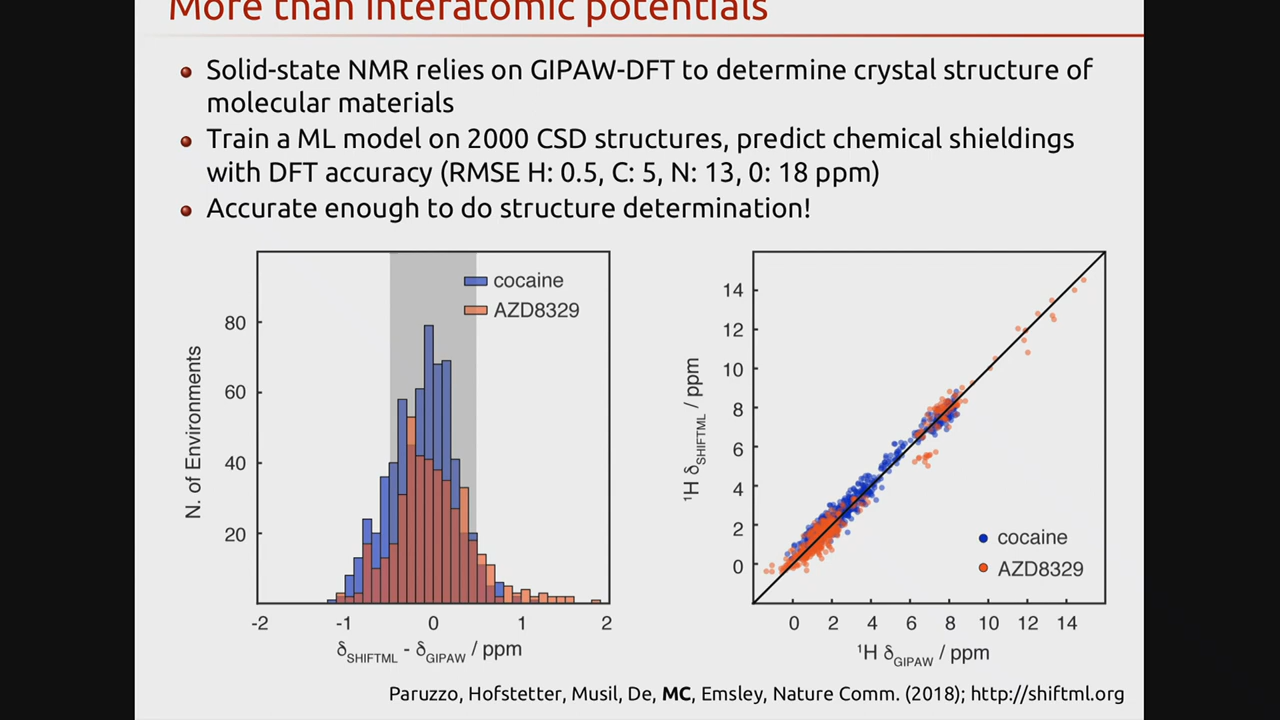 More than interatomic potentials
Solid-state NMR relies on GIPAW-DFT to determine crystal structure of
molecular materials
Train a ML model on 2000 CSD structures, predict chemical shieldings
with DFT accuracy (RMSE H: 0.5, C: 5, N: 13, 0: 18 ppm)
Accurate enough to do structure determination!
cocaine
AZD8329
80
60
40
20
N. of Environments
-2 -1 0 1 2
δSHIFTML - δGIPAW / ppm
14
12
10
8
6
4
2
0
¹H δSHIFTML / ppm
cocaine
AZD8329
0 2 4 6 8 10 12 14
¹H δGIPAW / ppm
Paruzzo, Hofstetter, Musil, De, MC, Emsley, Nature Comm. (2018); http://shiftml.org